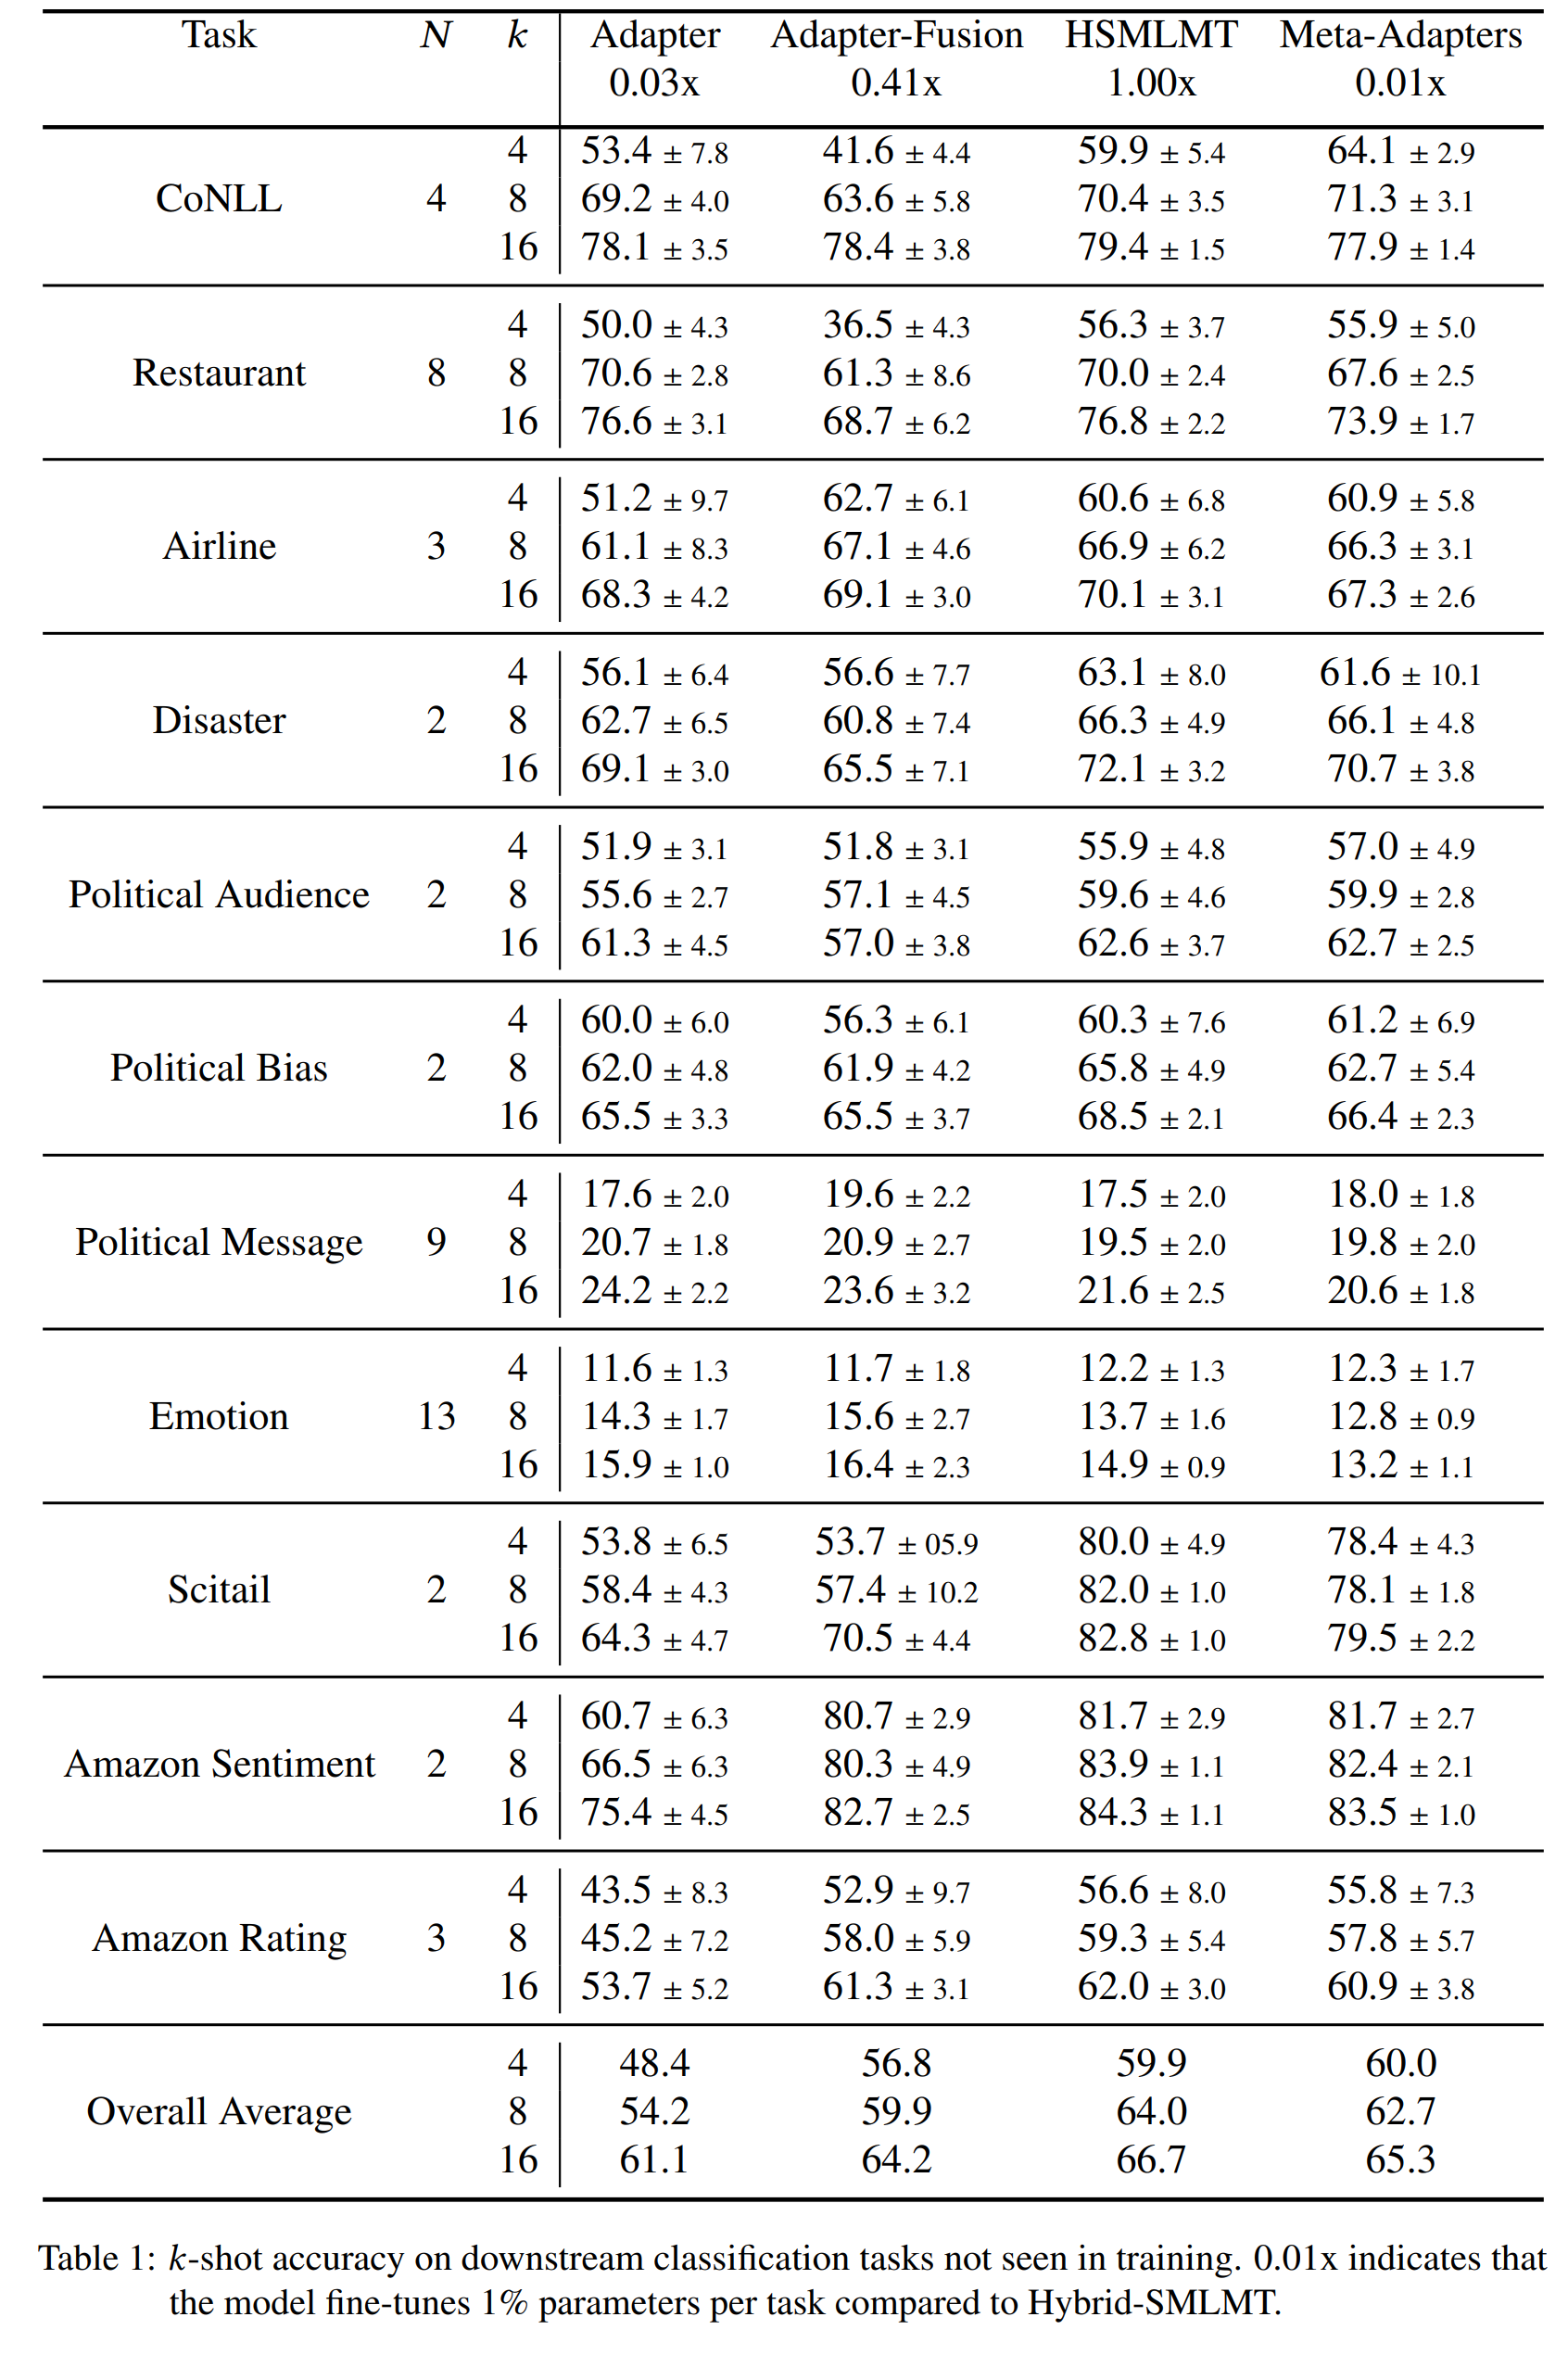 Task N k Adapter Adapter-Fusion HSMLMT Meta-Adapters
0.03x 0.41x 1.00x 0.01x
4 53.4 ± 7.8 41.6 ± 4.4 59.9 ± 5.4 64.1 ± 2.9
CoNLL 4 8 69.2 ± 4.0 63.6 ± 5.8 70.4 ± 3.5 71.3 ± 3.1
16 78.1 ± 3.5 78.4 ± 3.8 79.4 ± 1.5 77.9 ± 1.4
4 50.0 ± 4.3 36.5 ± 4.3 56.3 ± 3.7 55.9 ± 5.0
Restaurant 8 8 70.6 ± 2.8 61.3 ± 8.6 70.0 ± 2.4 67.6 ± 2.5
16 76.6 ± 3.1 68.7 ± 6.2 76.8 ± 2.2 73.9 ± 1.7
4 51.2 ± 9.7 62.7 ± 6.1 60.6 ± 6.8 60.9 ± 5.8
Airline 3 8 61.1 ± 8.3 67.1 ± 4.6 66.9 ± 6.2 66.3 ± 3.1
16 68.3 ± 4.2 69.1 ± 3.0 70.1 ± 3.1 67.3 ± 2.6
4 56.1 ± 6.4 56.6 ± 7.7 63.1 ± 8.0 61.6 ± 10.1
Disaster 2 8 62.7 ± 6.5 60.8 ± 7.4 66.3 ± 4.9 66.1 ± 4.8
16 69.1 ± 3.0 65.5 ± 7.1 72.1 ± 3.2 70.7 ± 3.8
4 51.9 ± 3.1 51.8 ± 3.1 55.9 ± 4.8 57.0 ± 4.9
Political Audience 2 8 55.6 ± 2.7 57.1 ± 4.5 59.6 ± 4.6 59.9 ± 2.8
16 61.3 ± 4.5 57.0 ± 3.8 62.6 ± 3.7 62.7 ± 2.5
4 60.0 ± 6.0 56.3 ± 6.1 60.3 ± 7.6 61.2 ± 6.9
Political Bias 2 8 62.0 ± 4.8 61.9 ± 4.2 65.8 ± 4.9 62.7 ± 5.4
16 65.5 ± 3.3 65.5 ± 3.7 68.5 ± 2.1 66.4 ± 2.3
4 17.6 ± 2.0 19.6 ± 2.2 17.5 ± 2.0 18.0 ± 1.8
Political Message 9 8 20.7 ± 1.8 20.9 ± 2.7 19.5 ± 2.0 19.8 ± 2.0
16 24.2 ± 2.2 23.6 ± 3.2 21.6 ± 2.5 20.6 ± 1.8
4 11.6 ± 1.3 11.7 ± 1.8 12.2 ± 1.3 12.3 ± 1.7
Emotion 13 8 14.3 ± 1.7 15.6 ± 2.7 13.7 ± 1.6 12.8 ± 0.9
16 15.9 ± 1.0 16.4 ± 2.3 14.9 ± 0.9 13.2 ± 1.1
4 53.8 ± 6.5 53.7 ± 05.9 80.0 ± 4.9 78.4 ± 4.3
Scitail 2 8 58.4 ± 4.3 57.4 ± 10.2 82.0 ± 1.0 78.1 ± 1.8
16 64.3 ± 4.7 70.5 ± 4.4 82.8 ± 1.0 79.5 ± 2.2
4 60.7 ± 6.3 80.7 ± 2.9 81.7 ± 2.9 81.7 ± 2.7
Amazon Sentiment 2 8 66.5 ± 6.3 80.3 ± 4.9 83.9 ± 1.1 82.4 ± 2.1
16 75.4 ± 4.5 82.7 ± 2.5 84.3 ± 1.1 83.5 ± 1.0
4 43.5 ± 8.3 52.9 ± 9.7 56.6 ± 8.0 55.8 ± 7.3
Amazon Rating 3 8 45.2 ± 7.2 58.0 ± 5.9 59.3 ± 5.4 57.8 ± 5.7
16 53.7 ± 5.2 61.3 ± 3.1 62.0 ± 3.0 60.9 ± 3.8
4 48.4 56.8 59.9 60.0
Overall Average 8 54.2 59.9 64.0 62.7
16 61.1 64.2 66.7 65.3
Table 1: k-shot accuracy on downstream classification tasks not seen in training. 0.01x indicates that
the model fine-tunes 1% parameters per task compared to Hybrid-SMLMT.